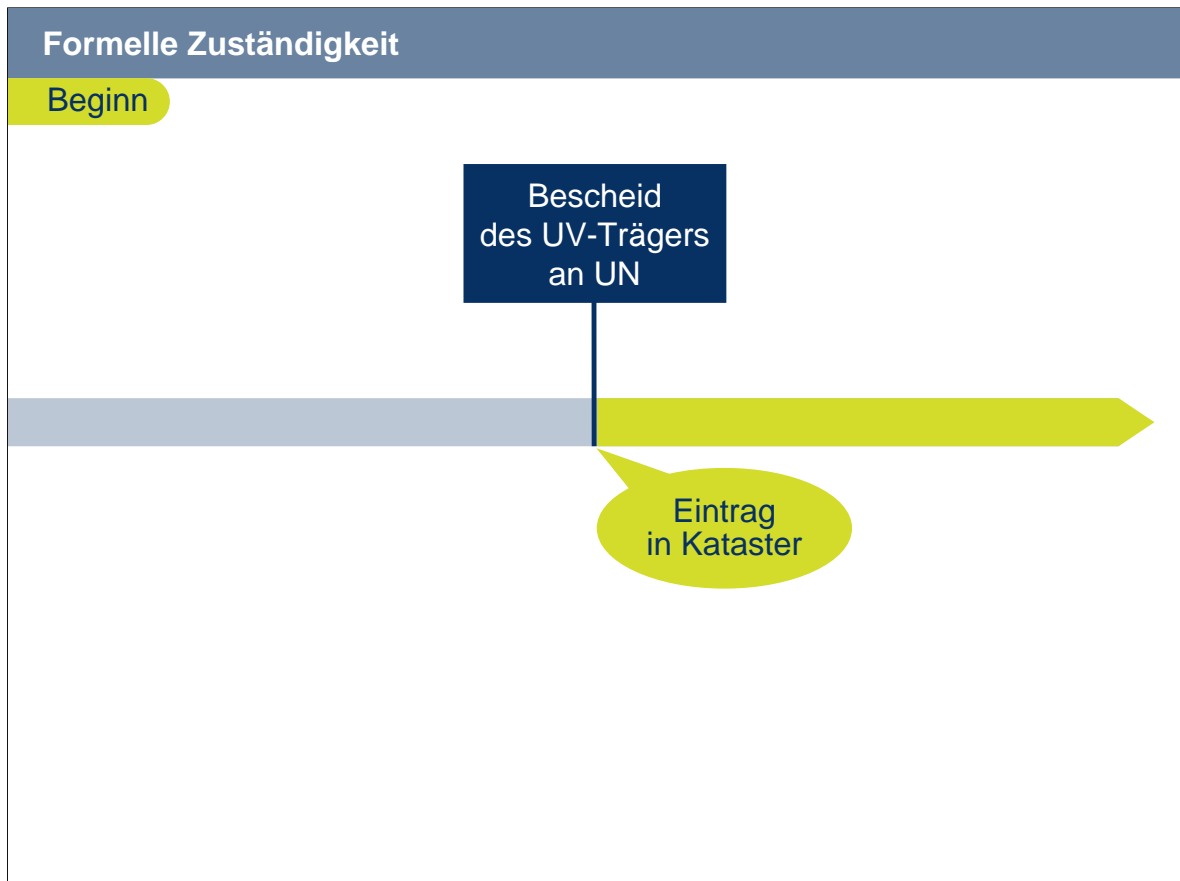 Formelle Zuständigkeit
Beginn
Bescheid
des UV-Trägers
an UN
Eintrag
in Kataster